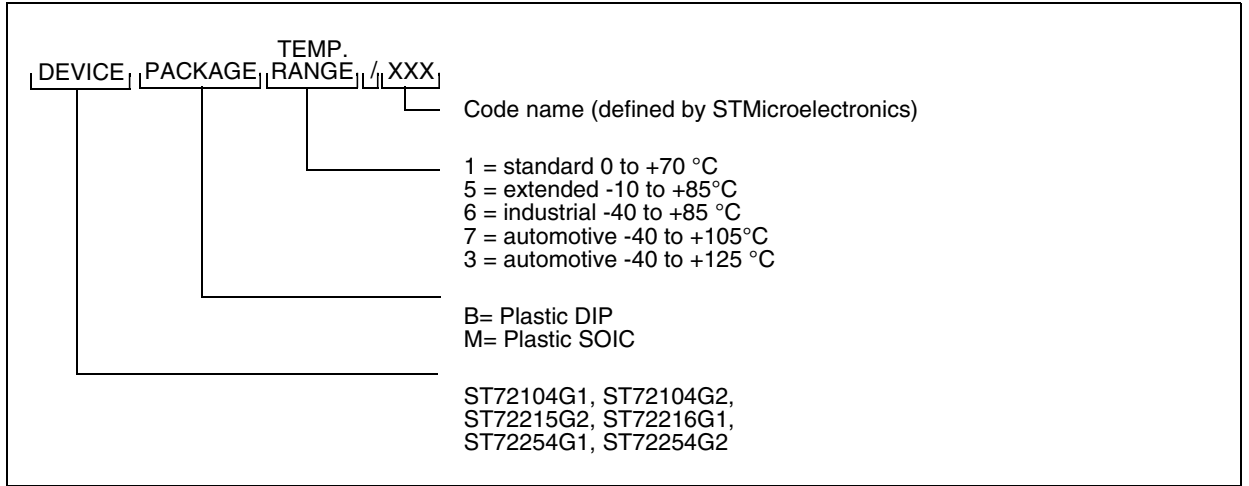 TEMP.
DEVICE PACKAGE RANGE / XXX
Code name (defined by STMicroelectronics)
1 = standard 0 to +70 °C
5 = extended -10 to +85°C
6 = industrial -40 to +85 °C
7 = automotive -40 to +105°C
3 = automotive -40 to +125 °C
B= Plastic DIP
M= Plastic SOIC
ST72104G1, ST72104G2,
ST72215G2, ST72216G1,
ST72254G1, ST72254G2